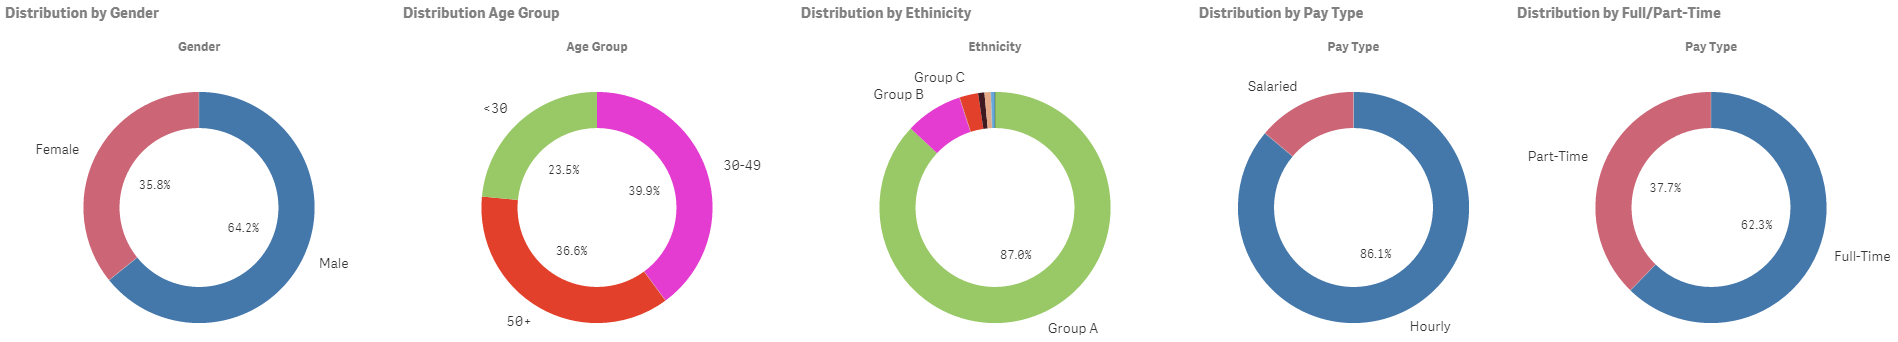 Distribution by Gender
Gender
Female
35.8%
64.2%
Male
Distribution Age Group
Age Group
<30
23.5%
30-49
39.9%
36.6%
50+
Distribution by Ethinicity
Ethnicity
Group C
Group B
87.0%
Group A
Distribution by Pay Type
Pay Type
Salaried
86.1%
Hourly
Distribution by Full/Part-Time
Pay Type
Part-Time
37.7%
62.3%
Full-Time